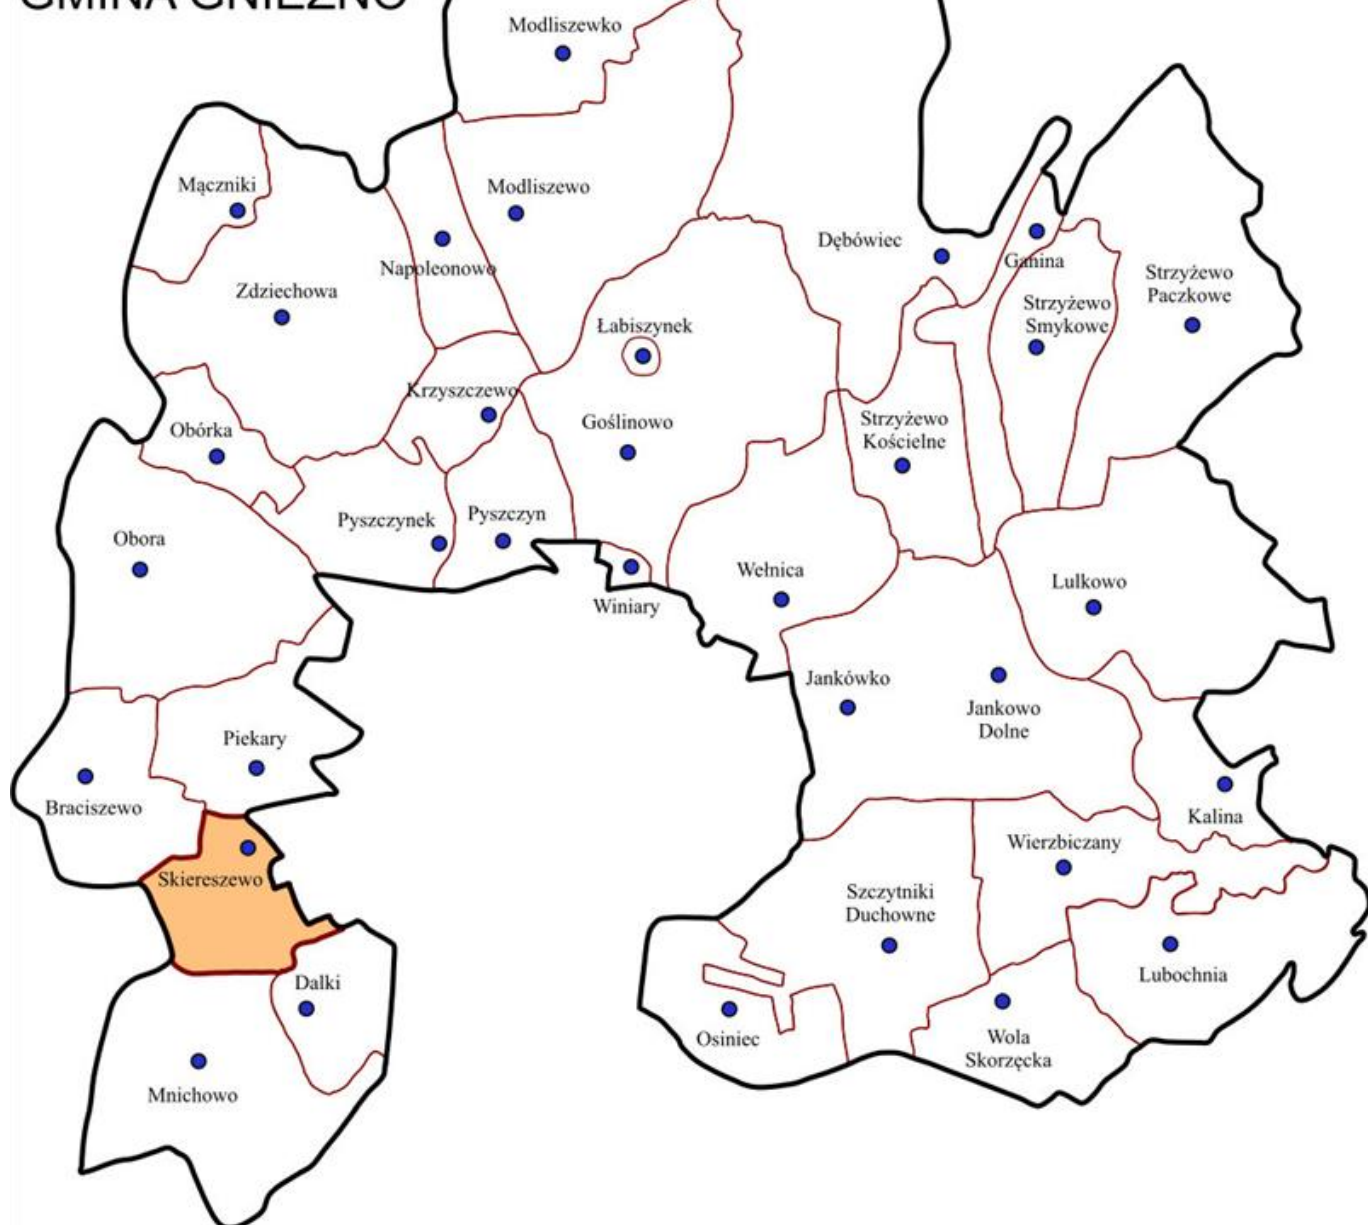 GMINA GNIEZNO
Modliszewko
Mączniki
Modliszewo
Napoleonowo
Zdziechowa
Dębówiec
Ganina
Strzyżewo
Paczkowe
Strzyżewo
Smykowe
Łabiszynek
Krzyszczewo
Goślinowo
Strzyżewo
Kościelne
Obórka
Pyszczynek
Pyszczyn
Obora
Wełnica
Winiary
Lulkowo
Jankówko
Jankowo
Dolne
Piekary
Braciszewo
Kalina
Wierzbiczany
Skiereszewo
Szczytniki
Duchowne
Lubochnia
Dalki
Osiniec
Wola
Skorzęcka
Mnichowo